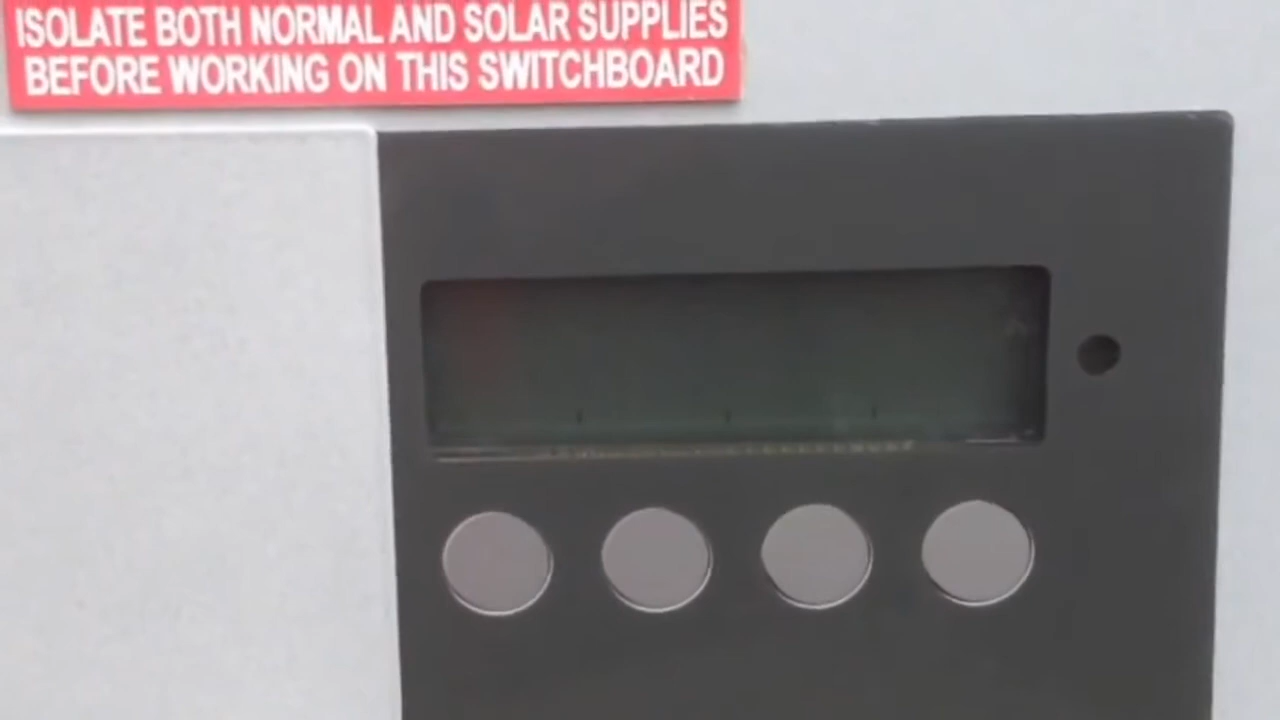 ISOLATE BOTH NORMAL AND SOLAR SUPPLIES
BEFORE WORKING ON THIS SWITCHBOARD